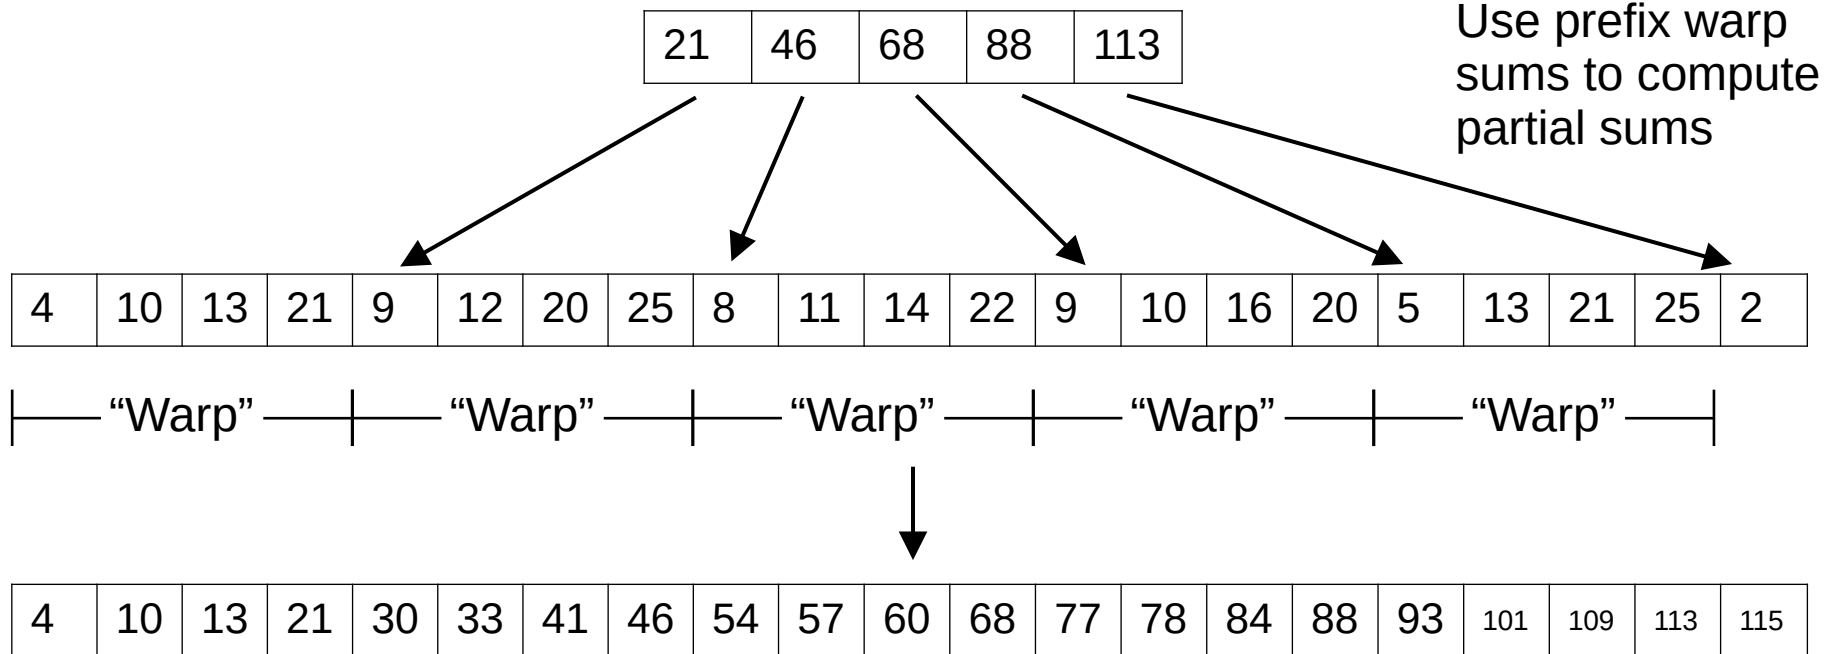 21 46 68 88 113
Use prefix warp
sums to compute
partial sums
4 10 13 21 9 12 20 25 8 11 14 22 9 10 16 20 5 13 21 25 2
“Warp” “Warp” “Warp” “Warp” “Warp”
4 10 13 21 30 33 41 46 54 57 60 68 77 78 84 88 93 101 109 113 115